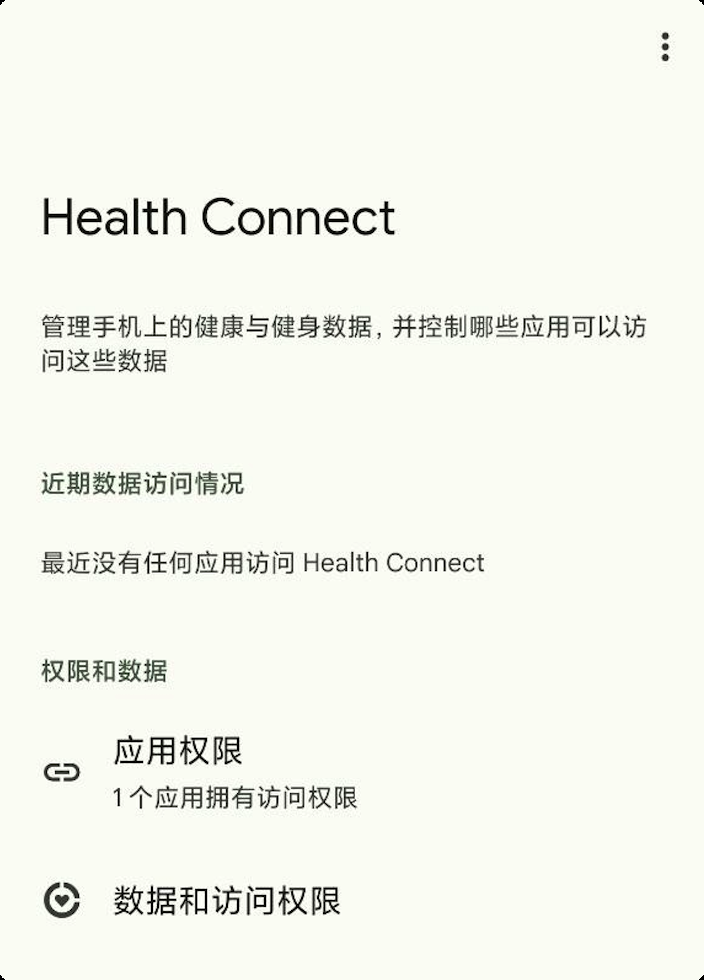 Health Connect
管理手机上的健康与健身数据，并控制哪些应用可以访
问这些数据
近期数据访问情况
最近没有任何应用访问 Health Connect
权限和数据
应用权限
1 个应用拥有访问权限
数据和访问权限